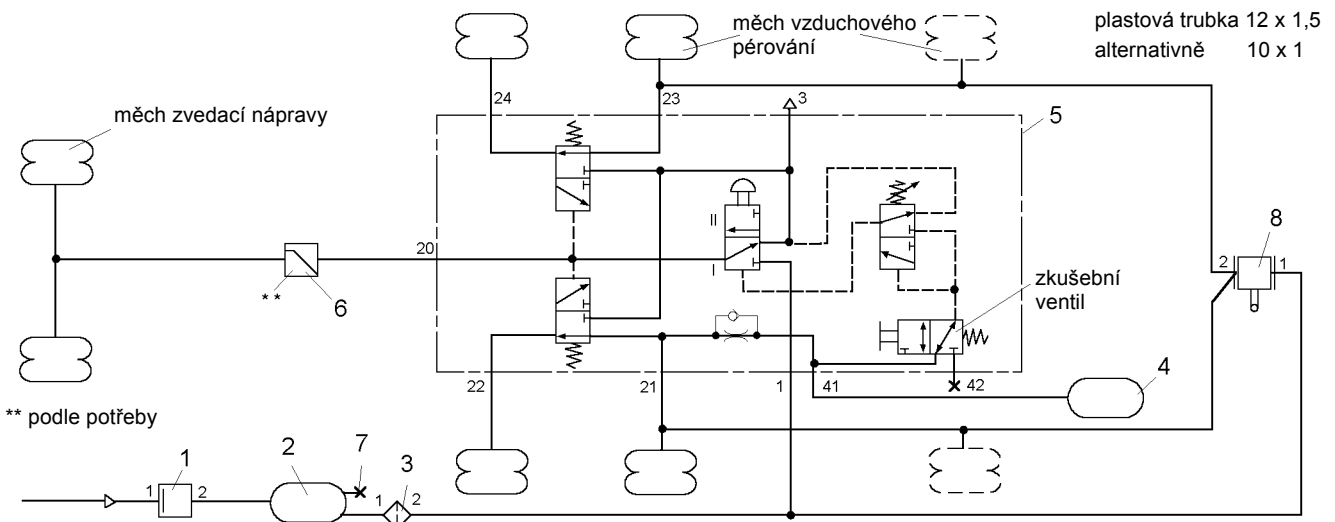 měch vzduchového
pérování
plastová trubka 12 x 1,5
alternativně 10 x 1
24
23
3
5
měch zvedací nápravy
II
I
20
6
**
2
8
1
zkušební
ventil
22
21
1
41
42
4
** podle potřeby
1
2
7
3
1
2
1
2